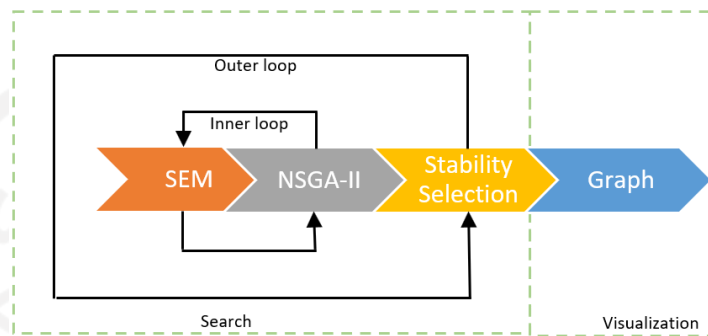 Outer loop
Inner loop
SEM
NSGA-II
Stability
Selection
Graph
Search
Visualization